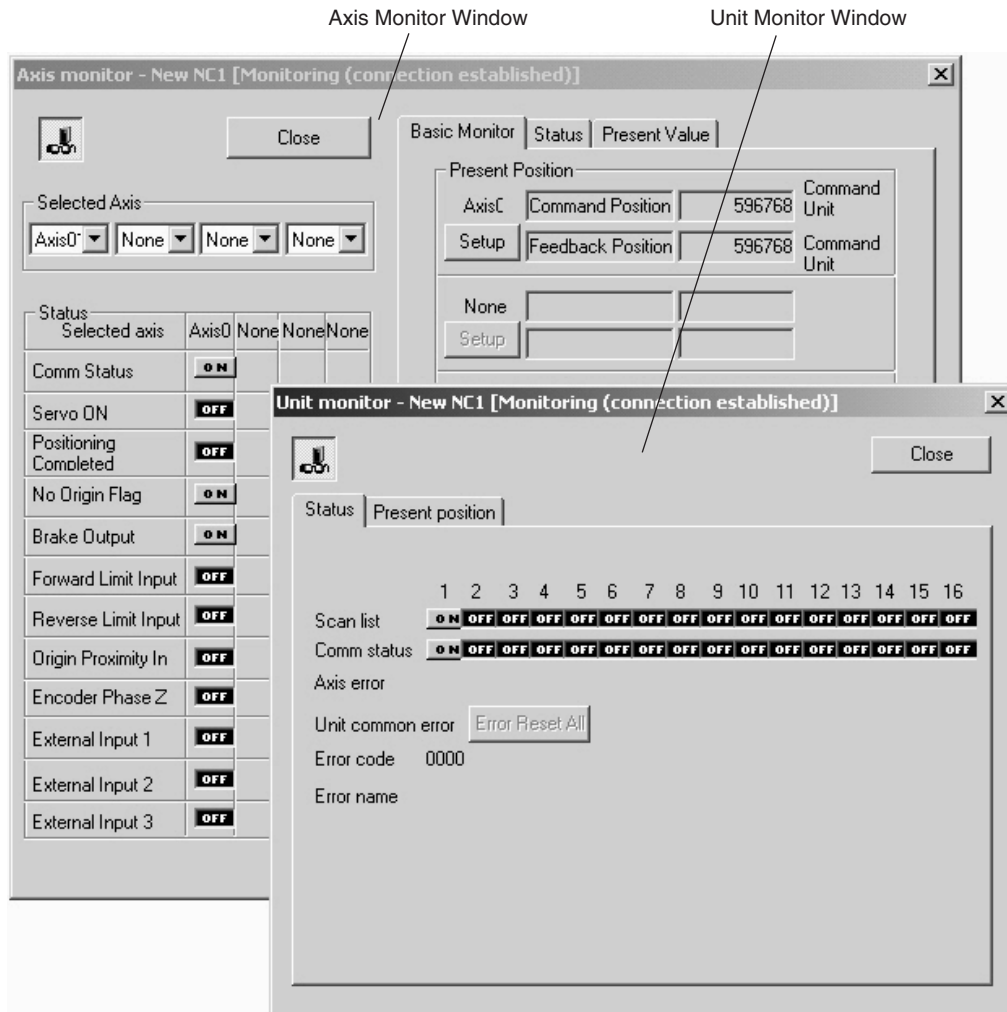 Axis Monitor Window
Unit Monitor Window
Axis monitor - New NC1 [Monitoring (connection established)]
Close
Basic Monitor
Status
Present Value
Selected Axis
Axis0
None
None
None
Present Position
Command Position
596768
Command
Unit
Setup
Feedback Position
596768
Command
Unit
None
Setup
Status
Selected axis
Axis0
None
None
None
Comm Status
ON
Servo ON
OFF
Positioning
Completed
OFF
No Origin Flag
ON
Brake Output
ON
Forward Limit Input
OFF
Reverse Limit Input
OFF
Origin Proximity In
OFF
Encoder Phase Z
OFF
External Input 1
OFF
External Input 2
OFF
External Input 3
OFF
Unit monitor - New NC1 [Monitoring (connection established)]
Close
Status
Present position
1 2 3 4 5 6 7 8 9 10 11 12 13 14 15 16
Scan list ON OFF OFF OFF OFF OFF OFF OFF OFF OFF OFF OFF OFF OFF OFF OFF
Comm status ON OFF OFF OFF OFF OFF OFF OFF OFF OFF OFF OFF OFF OFF OFF OFF
Axis error
Unit common error
Error Reset All
Error code 0000
Error name